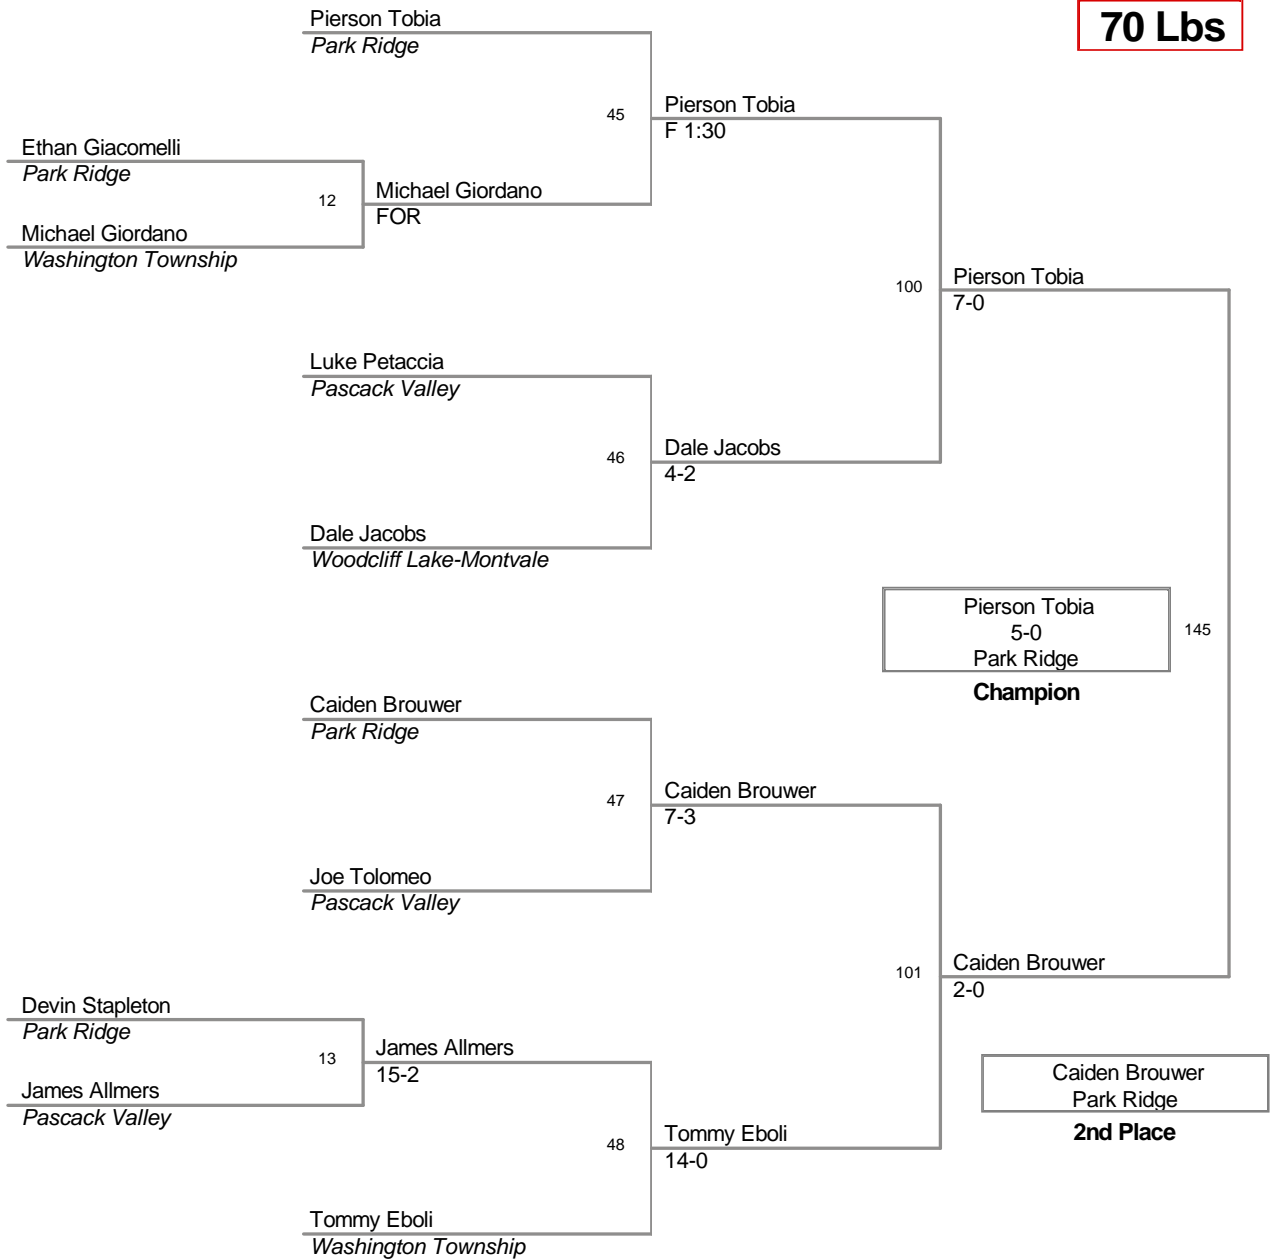 70 Lbs
Pierson Tobia
Park Ridge
45
Pierson Tobia
F 1:30
Ethan Giacomelli
Park Ridge
12
Michael Giordano
FOR
Michael Giordano
Washington Township
100
Pierson Tobia
7-0
Luke Petaccia
Pascack Valley
46
Dale Jacobs
4-2
Dale Jacobs
Woodcliff Lake-Montvale
Pierson Tobia
5-0
Park Ridge
145
Champion
Caiden Brouwer
Park Ridge
47
Caiden Brouwer
7-3
Joe Tolomeo
Pascack Valley
101
Caiden Brouwer
2-0
Devin Stapleton
Park Ridge
13
James Allmers
15-2
James Allmers
Pascack Valley
Caiden Brouwer
Park Ridge
2nd Place
48
Tommy Eboli
14-0
Tommy Eboli
Washington Township